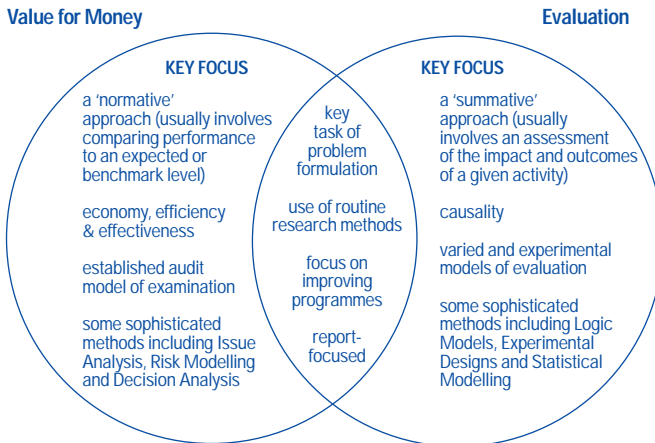 Value for Money
Evaluation
KEY FOCUS
a ‘normative’
approach (usually involves
comparing performance
to an expected or
benchmark level)
economy, efficiency
& effectiveness
established audit
model of examination
some sophisticated
methods including Issue
Analysis, Risk Modelling
and Decision Analysis
key
task of
problem
formulation
use of routine
research methods
focus on
improving
programmes
report-
focused
KEY FOCUS
a ‘summative’
approach (usually
involves an assessment
of the impact and outcomes
of a given activity)
causality
varied and experimental
models of evaluation
some sophisticated
methods including Logic
Models, Experimental
Designs and Statistical
Modelling